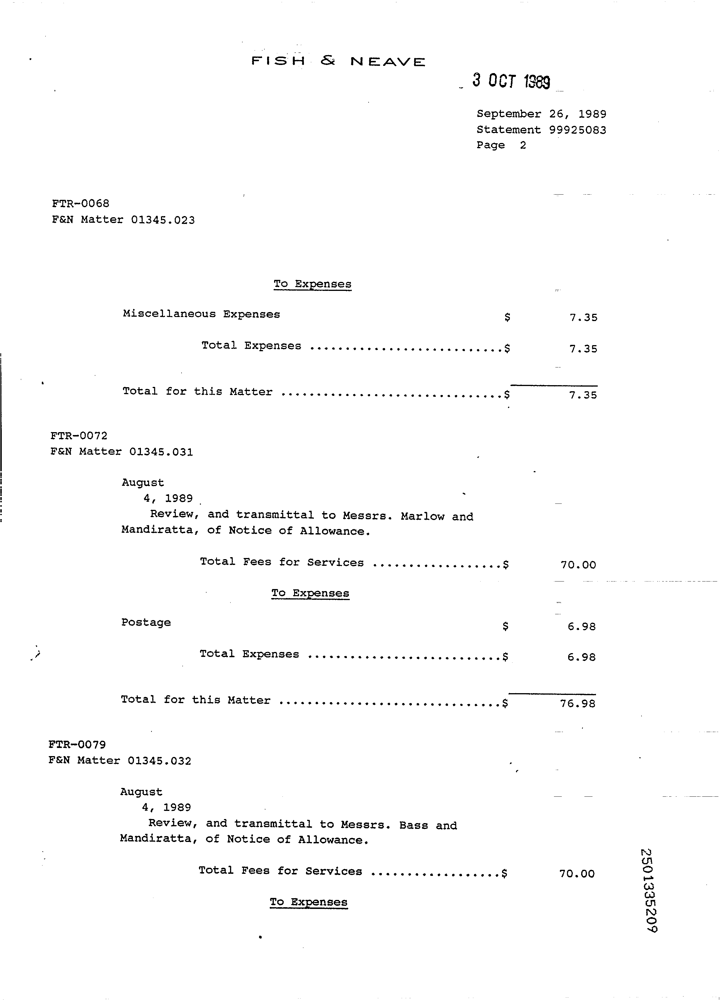 FISH & NEAVE
3 OCT 1989
September 26, 1989
Statement 99925083
Page 2
FTR-0068
F&N Matter 01345.023
To Expenses
Miscellaneous Expenses $ 7.35
Total Expenses ...........................$ 7.35
Total for this Matter ...............................$ 7.35
FTR-0072
F&N Matter 01345.031
August
4, 1989
Review, and transmittal to Messrs. Marlow and
Mandiratta, of Notice of Allowance.
Total Fees for Services ..................$ 70.00
To Expenses
Postage $ 6.98
Total Expenses ...........................$ 6.98
Total for this Matter ...............................$ 76.98
FTR-0079
F&N Matter 01345.032
August
4, 1989
Review, and transmittal to Messrs. Bass and
Mandiratta, of Notice of Allowance.
Total Fees for Services ..................$ 70.00
To Expenses
2501335209